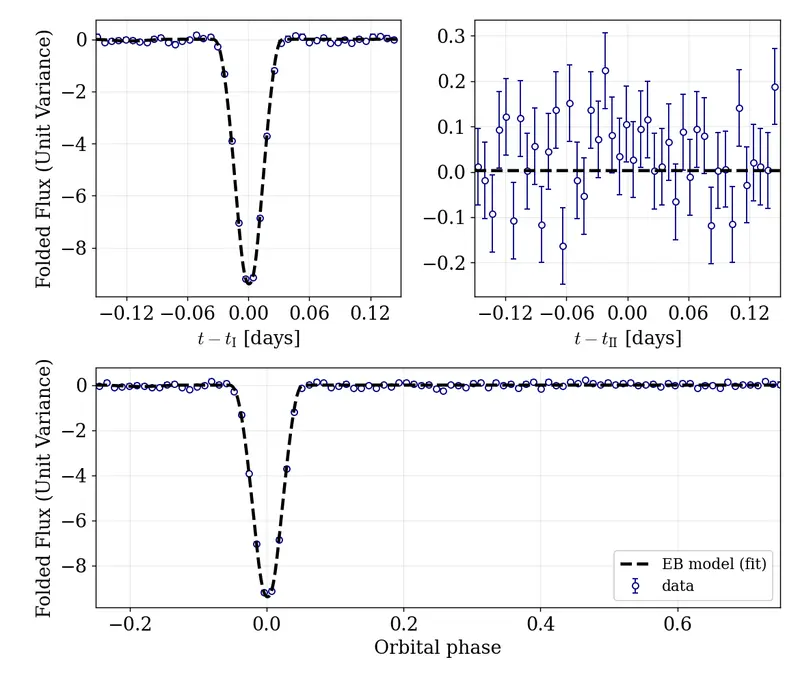 Folded Flux (Unit Variance)
0
−2
−4
−6
−8
−0.12 −0.06 0.00 0.06 0.12
t − tI [days]
0.3
0.2
0.1
0.0
−0.1
−0.2
−0.12 −0.06 0.00 0.06 0.12
t − tII [days]
Folded Flux (Unit Variance)
0
−2
−4
−6
−8
EB model (fit)
data
−0.2 0.0 0.2 0.4 0.6
Orbital phase